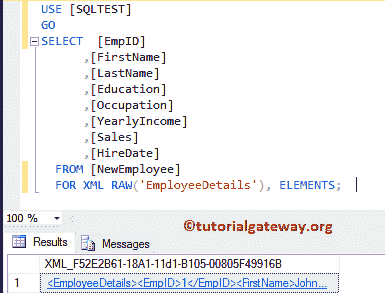 USE [SQLTEST]
GO
SELECT [EmpID]
,[FirstName]
,[LastName]
,[Education]
,[Occupation]
,[YearlyIncome]
,[Sales]
,[HireDate]
FROM [NewEmployee]
FOR XML RAW('EmployeeDetails'), ELEMENTS;
100 %
©tutorialgateway.org
Results Messages
XML_F52E2B61-18A1-11d1-B105-00805F49916B
1 <EmployeeDetails><EmpID>1</EmpID><FirstName>John...